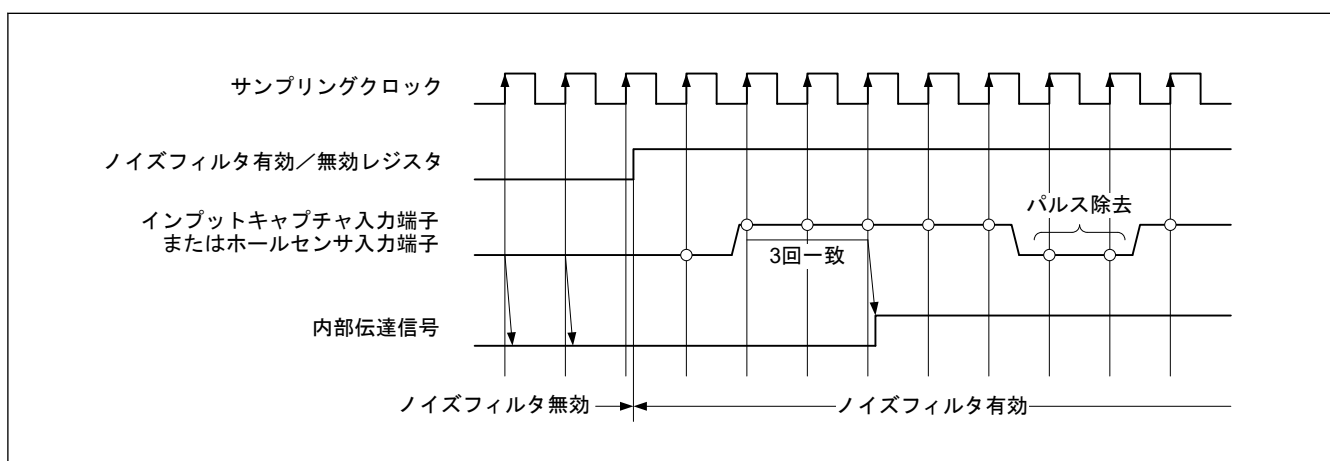 サンプリングクロック
ノイズフィルタ有効／無効レジスタ
インプットキャプチャ入力端子
またはホールセンサ入力端子
パルス除去
3回一致
内部伝達信号
ノイズフィルタ無効
ノイズフィルタ有効